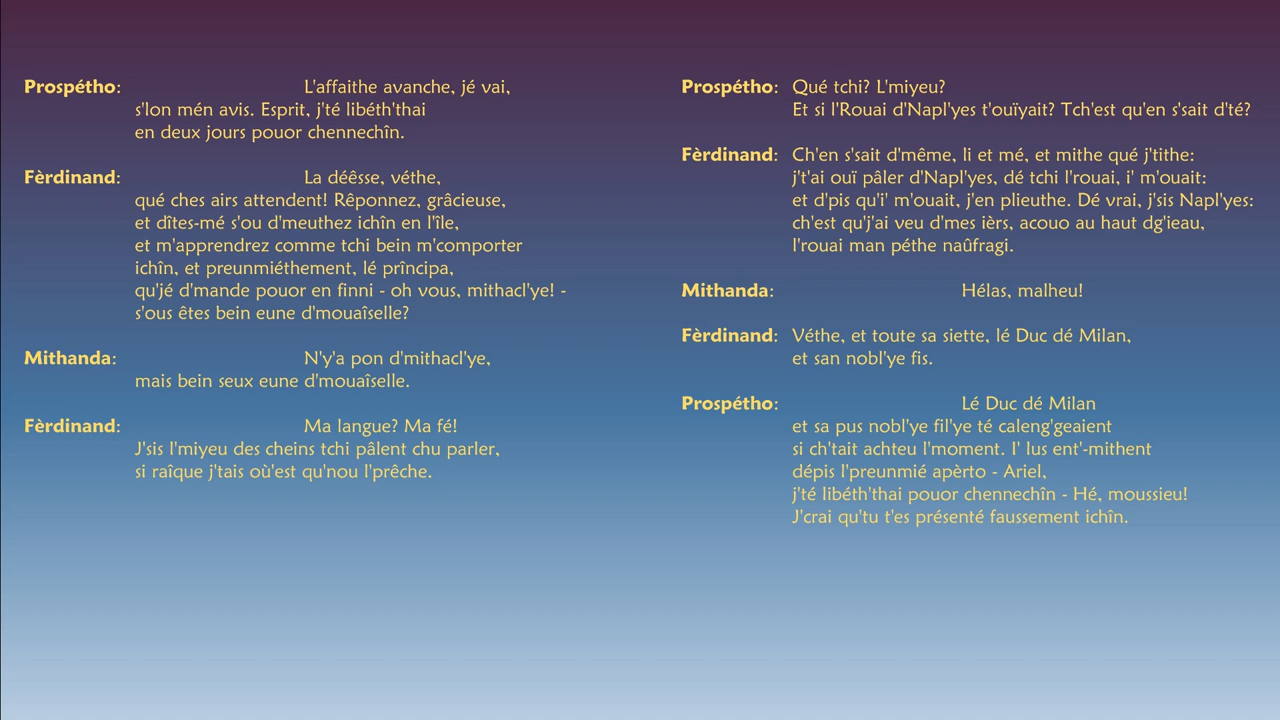 Prospétho: L'affaithe avanche, jé vai,
s'lon mén avis. Esprit, j'té libéth'thai
en deux jours pouor chennechîn.
Fèrdinand: La déêsse, véthe,
qué ches airs attendent! Rêponnez, grâcieuse,
et dîtes-mé s'ou d'meuthez ichîn en l'île,
et m'apprendrez comme tchi bein m'comporter
ichîn, et preunmiéthement, lé prîncipa,
qu'jé d'mande pouor en finni - oh vous, mithacl'ye! -
s'ous êtes bein eune d'mouaîselle?
Mithanda: N'y'a pon d'mithacl'ye,
mais bein seux eune d'mouaîselle.
Fèrdinand: Ma langue? Ma fé!
J'sis l'miyeu des cheins tchi pâlent chu parler,
si raîque j'tais où'est qu'nou l'prêche.
Prospétho: Qué tchi? L'miyeu?
Et si l'Rouai d'Napl'yes t'ouïyait? Tch'est qu'en s'sait d'té?
Fèrdinand: Ch'en s'sait d'même, li et mé, et mithe qué j'tithe:
j't'ai ouï pâler d'Napl'yes, dé tchi l'rouai, i' m'ouait:
et d'pis qu'i' m'ouait, j'en plieuthe. Dé vrai, j'sis Napl'yes:
ch'est qu'j'ai veu d'mes ièrs, acouo au haut dg'ieau,
l'rouai man péthe naûfragi.
Mithanda: Hélas, malheu!
Fèrdinand: Véthe, et toute sa siette, lé Duc dé Milan,
et san nobl'ye fis.
Prospétho: Lé Duc dé Milan
et sa pus nobl'ye fil'ye té caleng'geaient
si ch'tait achteu l'moment. I' lus ent'-mithent
dépis l'preunmié apèrto - Ariel,
j'té libéth'thai pouor chennechîn - Hé, moussieu!
J'crai qu'tu t'es présenté faussement ichîn.